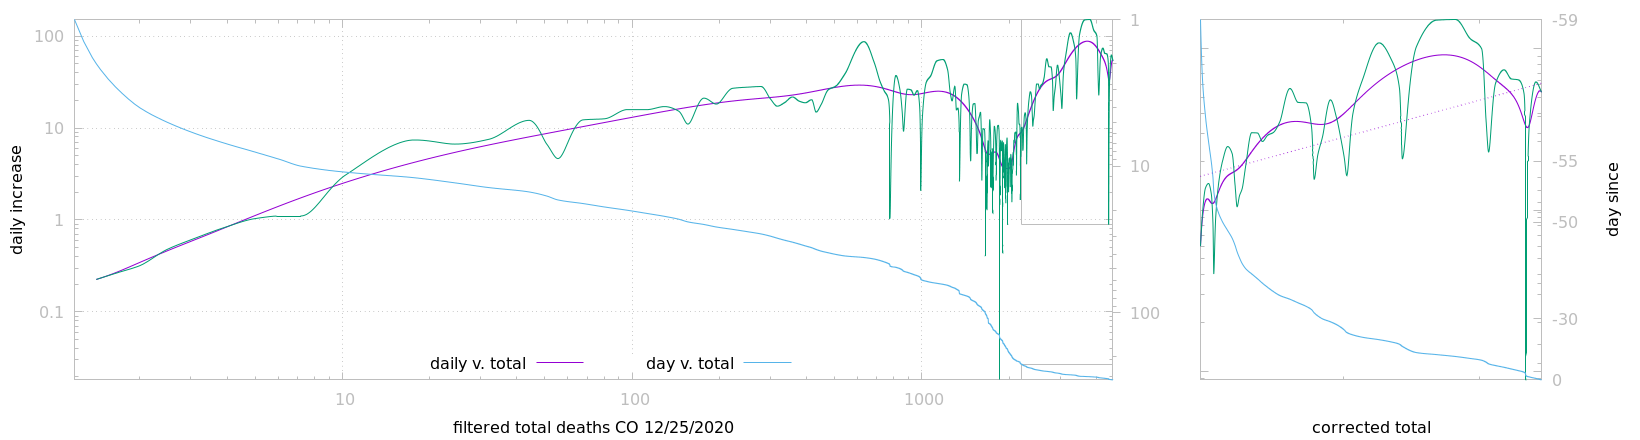 daily increase
100
10
1
0.1
10
100
1000
1
10
100
daily v. total
day v. total
filtered total deaths CO 12/25/2020
-59
-55
-50
-30
0
day since
corrected total